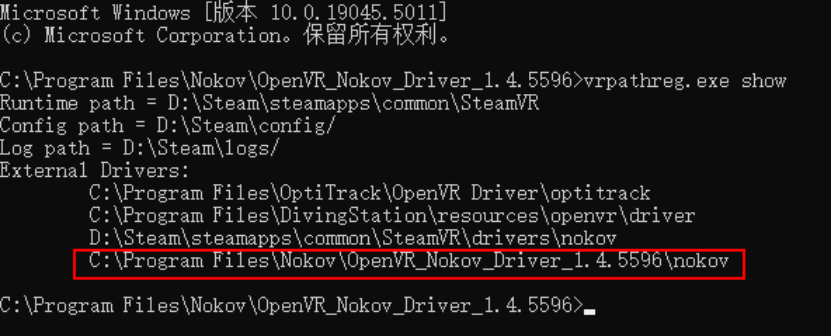 Microsoft Windows [版本 10.0.19045.5011]
(c) Microsoft Corporation。保留所有权利。
C:\Program Files\Nokov\OpenVR_Nokov_Driver_1.4.5596>vrpathreg.exe show
Runtime path = D:\Steam\steamapps\common\SteamVR
Config path = D:\Steam\config/
Log path = D:\Steam\logs/
External Drivers:
C:\Program Files\OptiTrack\OpenVR Driver\optitrack
C:\Program Files\DivingStation\resources\openvr\driver
D:\Steam\steamapps\common\SteamVR\drivers\nokov
C:\Program Files\Nokov\OpenVR_Nokov_Driver_1.4.5596\nokov
C:\Program Files\Nokov\OpenVR_Nokov_Driver_1.4.5596>